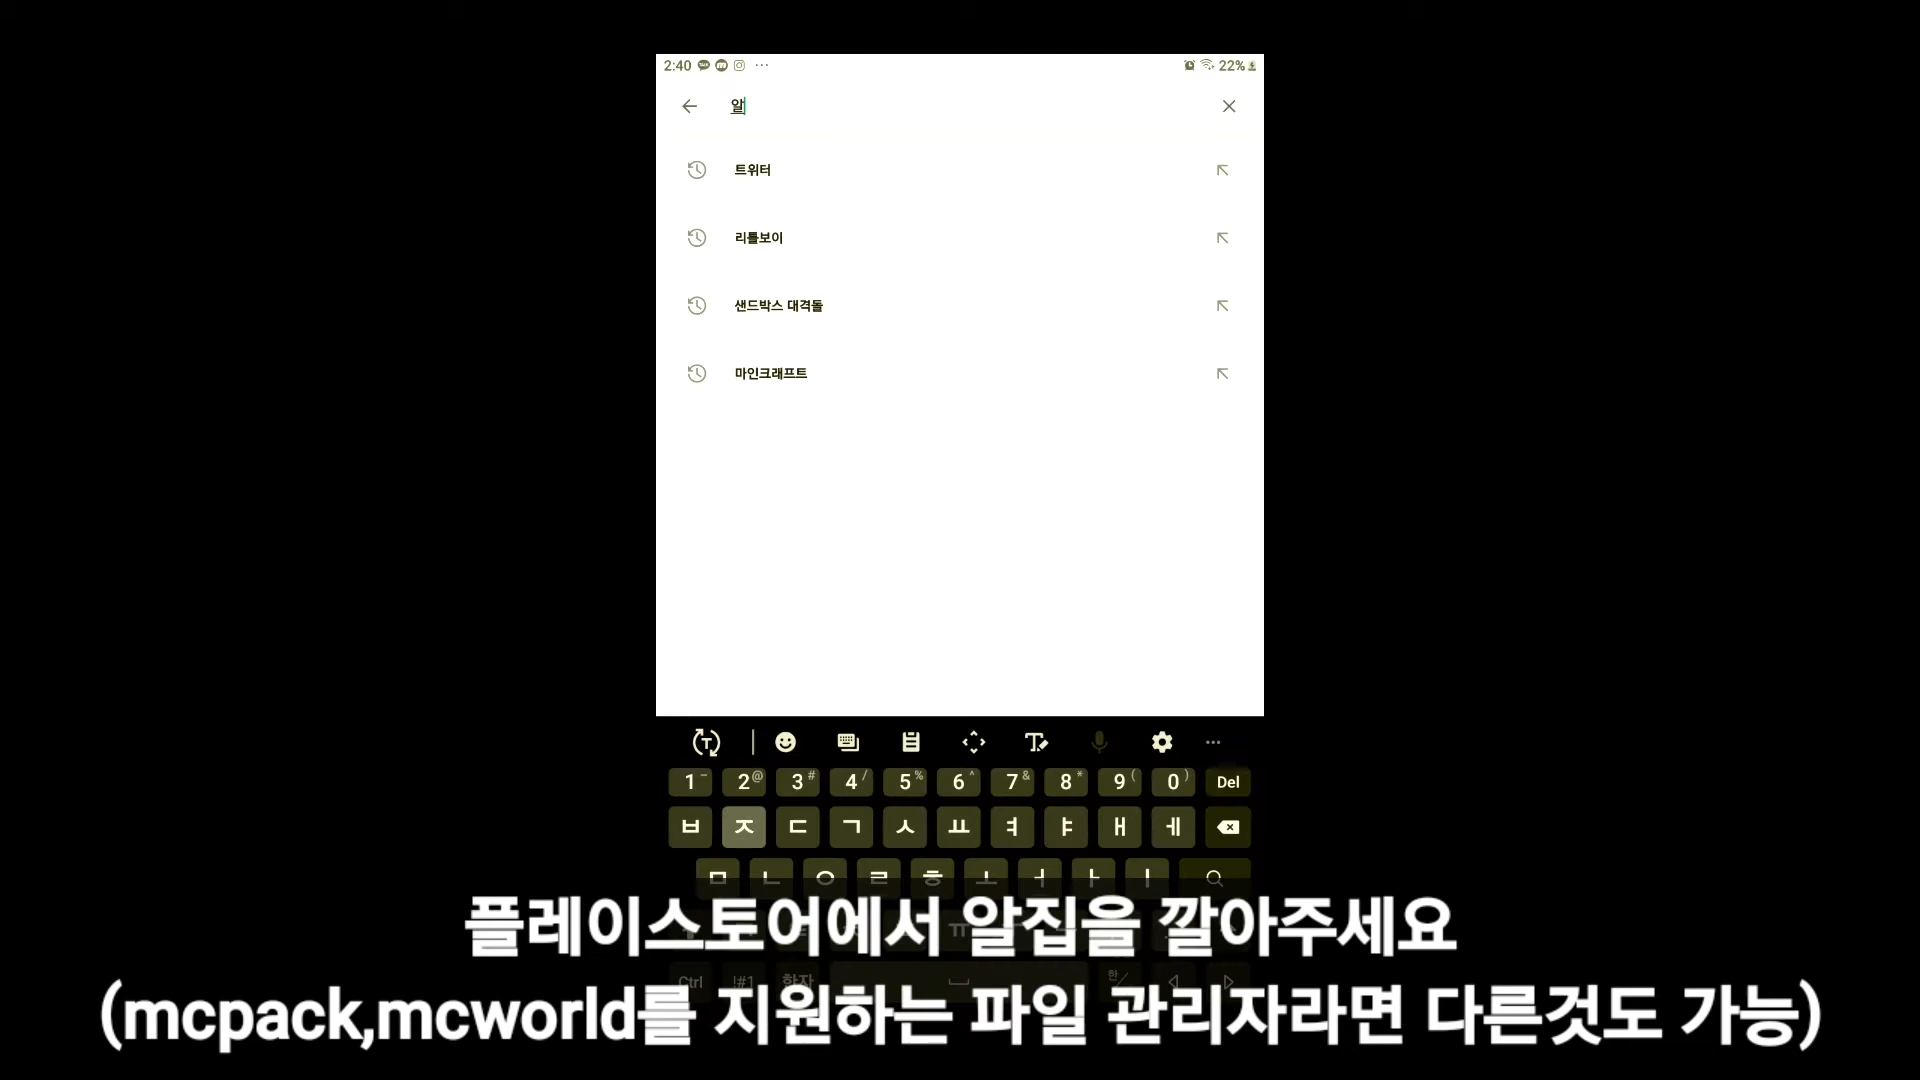 2:40
22%
알
트위터
리틀보이
샌드박스 대격돌
마인크래프트
1 2 3 4 5 6 7 8 9 0 Del
ㅂ ㅈ ㄷ ㄱ ㅅ ㅛ ㅕ ㅑ ㅐ ㅔ
ㅁ ㄴ ㅇ ㄹ ㅎ ㅗ ㅓ ㅏ ㅣ
플레이스토어에서 알집을 깔아주세요
Ctrl !#1 한자
(mcpack,mcworld를 지원하는 파일 관리자라면 다른것도 가능)